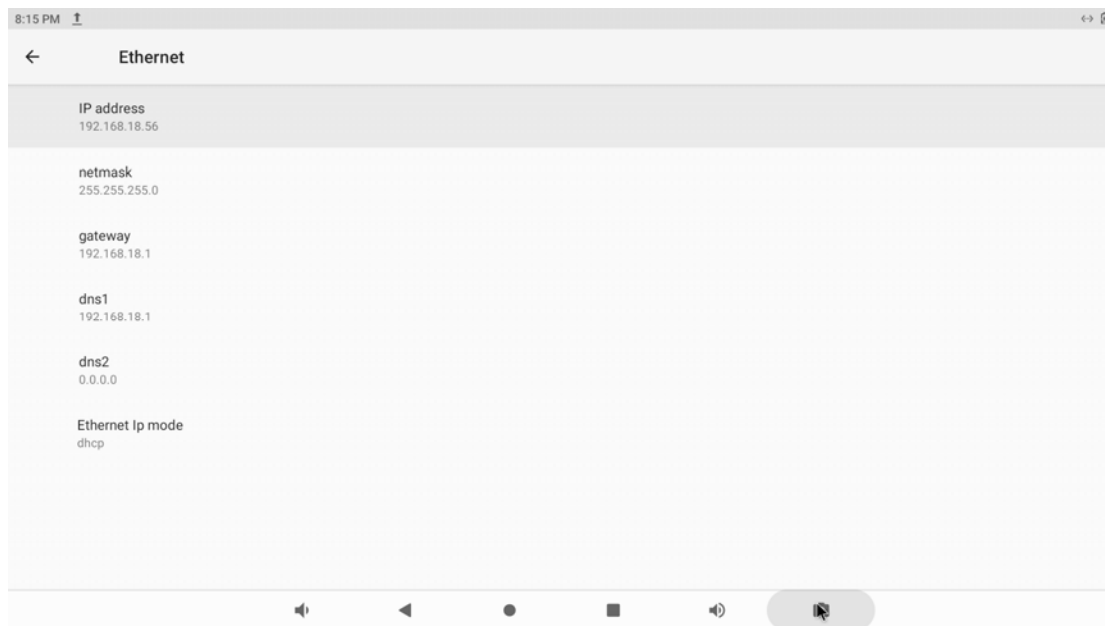 8:15 PM
Ethernet
IP address
192.168.18.56
netmask
255.255.255.0
gateway
192.168.18.1
dns1
192.168.18.1
dns2
0.0.0.0
Ethernet Ip mode
dhcp